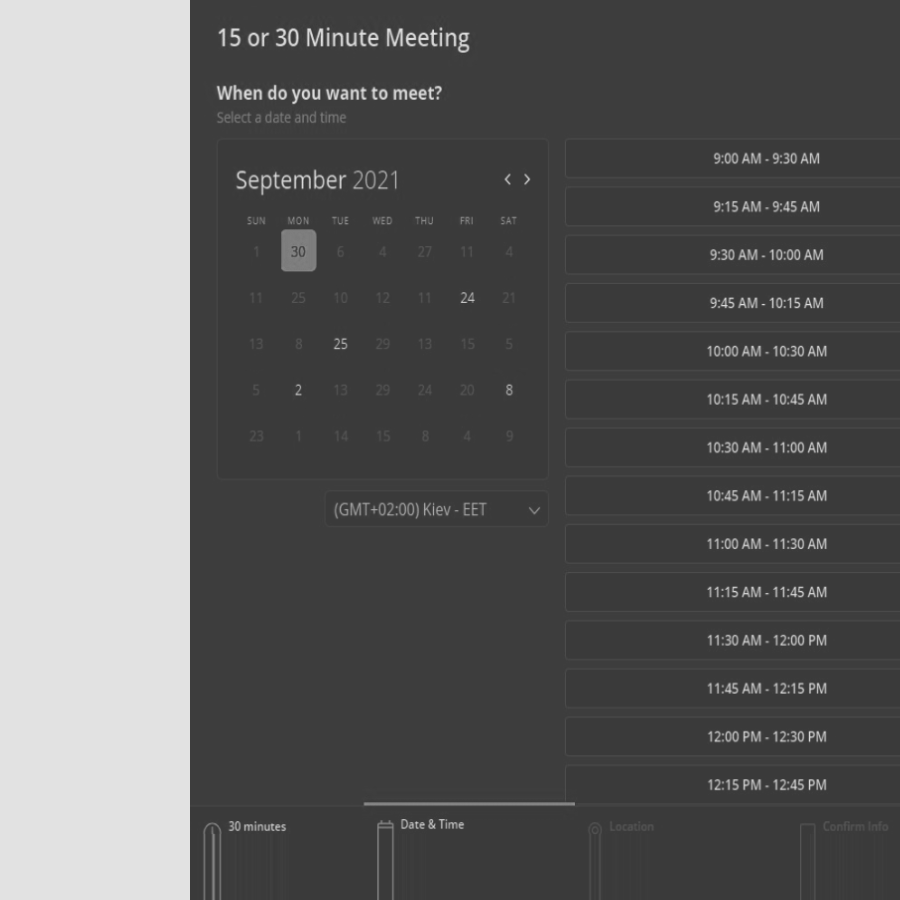 15 or 30 Minute Meeting
When do you want to meet?
Select a date and time
September 2021
SUN MON TUE WED THU FRI SAT
1 30 6 4 27 11 4
11 25 10 12 11 24 21
13 8 25 29 13 15 5
5 2 13 29 24 20 8
23 1 14 15 8 4 9
(GMT+02:00) Kiev - EET
9:00 AM - 9:30 AM
9:15 AM - 9:45 AM
9:30 AM - 10:00 AM
9:45 AM - 10:15 AM
10:00 AM - 10:30 AM
10:15 AM - 10:45 AM
10:30 AM - 11:00 AM
10:45 AM - 11:15 AM
11:00 AM - 11:30 AM
11:15 AM - 11:45 AM
11:30 AM - 12:00 PM
11:45 AM - 12:15 PM
12:00 PM - 12:30 PM
12:15 PM - 12:45 PM
30 minutes
Date & Time
Location
Confirm Info